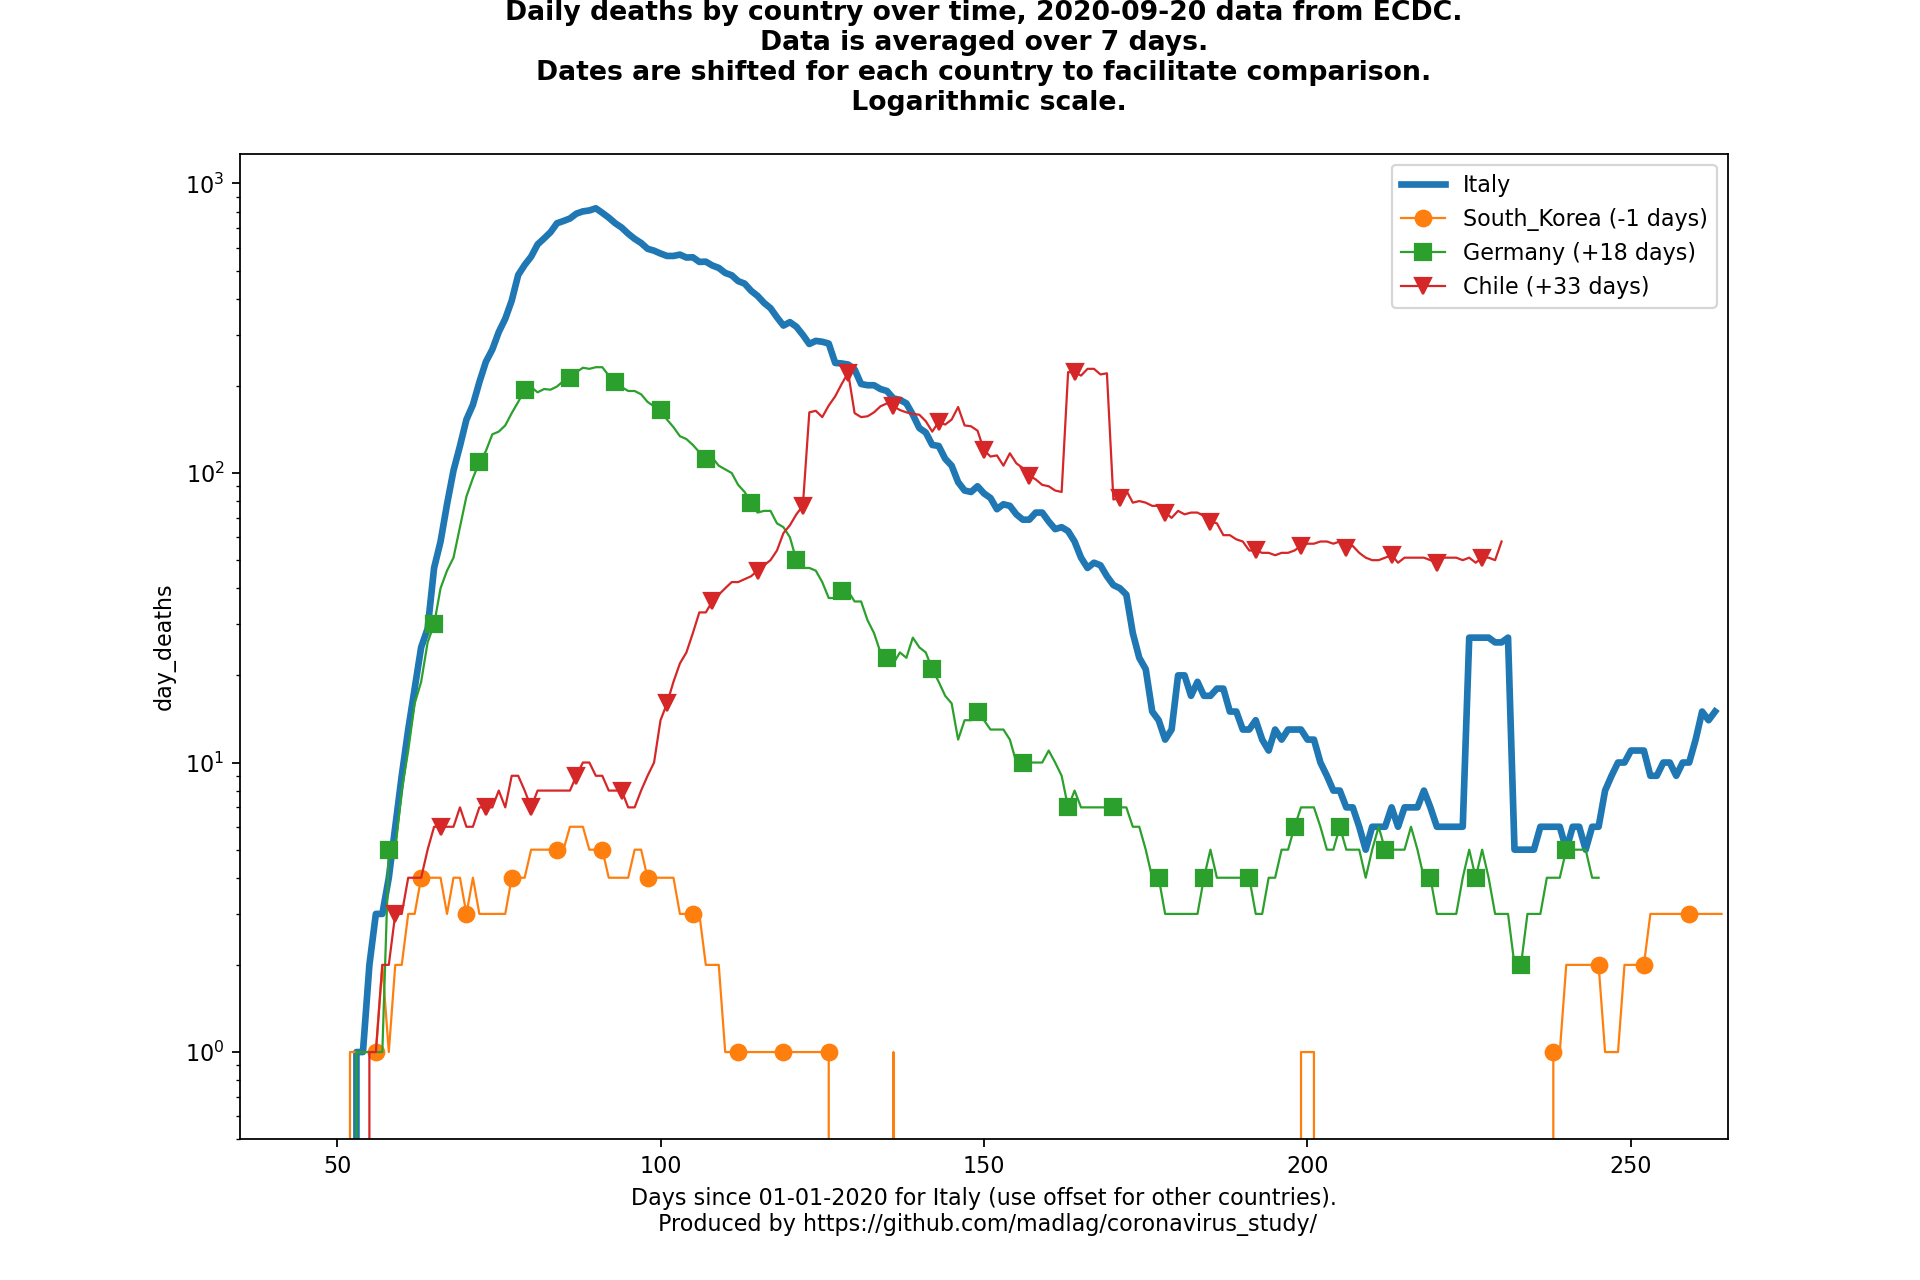 Daily deaths by country over time, 2020-09-20 data from ECDC.
Data is averaged over 7 days.
Dates are shifted for each country to facilitate comparison.
Logarithmic scale.
10³
10²
10¹
10⁰
day_deaths
Italy
South_Korea (-1 days)
Germany (+18 days)
Chile (+33 days)
50
100
150
200
250
Days since 01-01-2020 for Italy (use offset for other countries).
Produced by https://github.com/madlag/coronavirus_study/